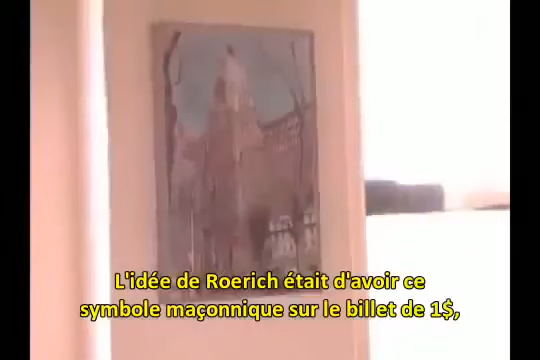 L'idée de Roerich était d'avoir ce
symbole maçonnique sur le billet de 1$,